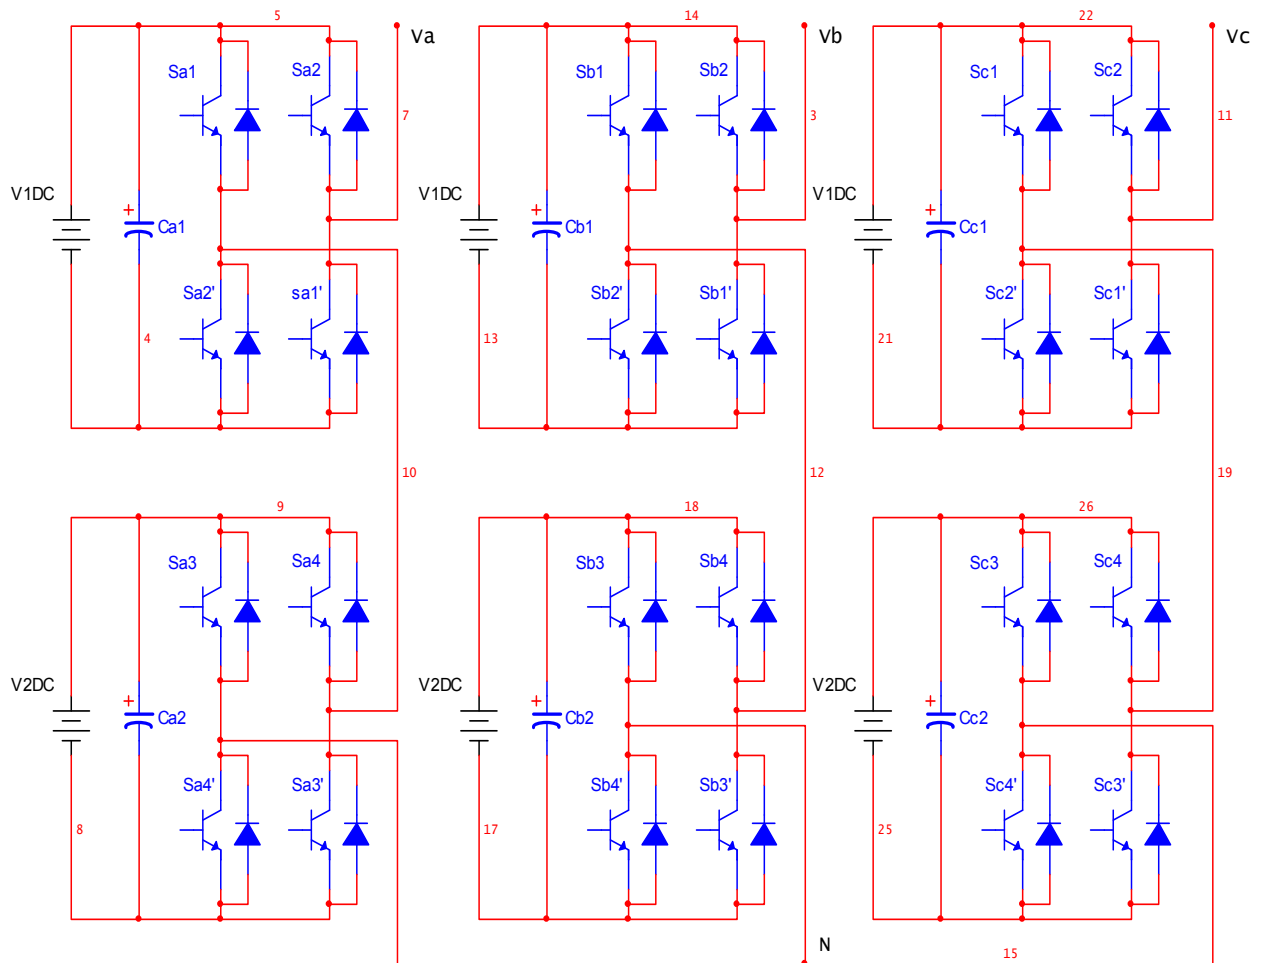 5 14 22
Va Vb Vc
Sa1 Sa2 Sb1 Sb2 Sc1 Sc2
7 3 11
V1DC V1DC V1DC
+ + +
Ca1 Cb1 Cc1
Sa2' sa1' Sb2' Sb1' Sc2' Sc1'
4 13 21
10 12 19
9 18 26
Sa3 Sa4 Sb3 Sb4 Sc3 Sc4
V2DC V2DC V2DC
+ + +
Ca2 Cb2 Cc2
Sa4' Sa3' Sb4' Sb3' Sc4' Sc3'
8 17 25
N
15